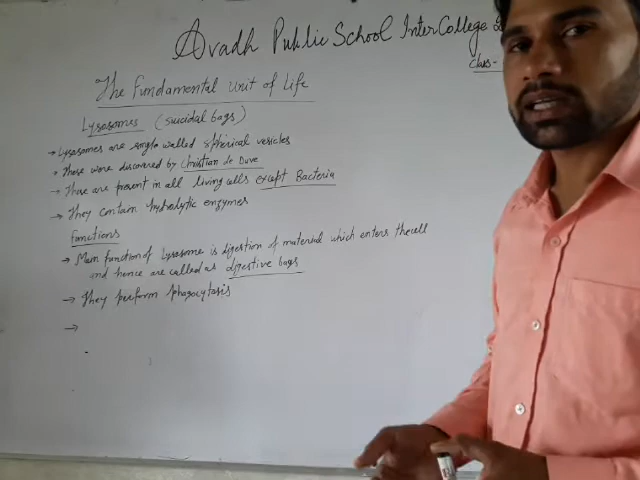 Avadh Public School Inter College
Class-
The Fundamental Unit of Life
Lysosomes (suicidal bags)
→ Lysosomes are single walled spherical vesicles
→ These were discovered by Christian de Duve
→ These are present in all living cells except Bacteria
→ They contain hydrolytic enzymes
Functions
→ Main function of Lysosome is digestion of material which enters the cell
and hence are called as digestive bags
→ They perform phagocytosis
→